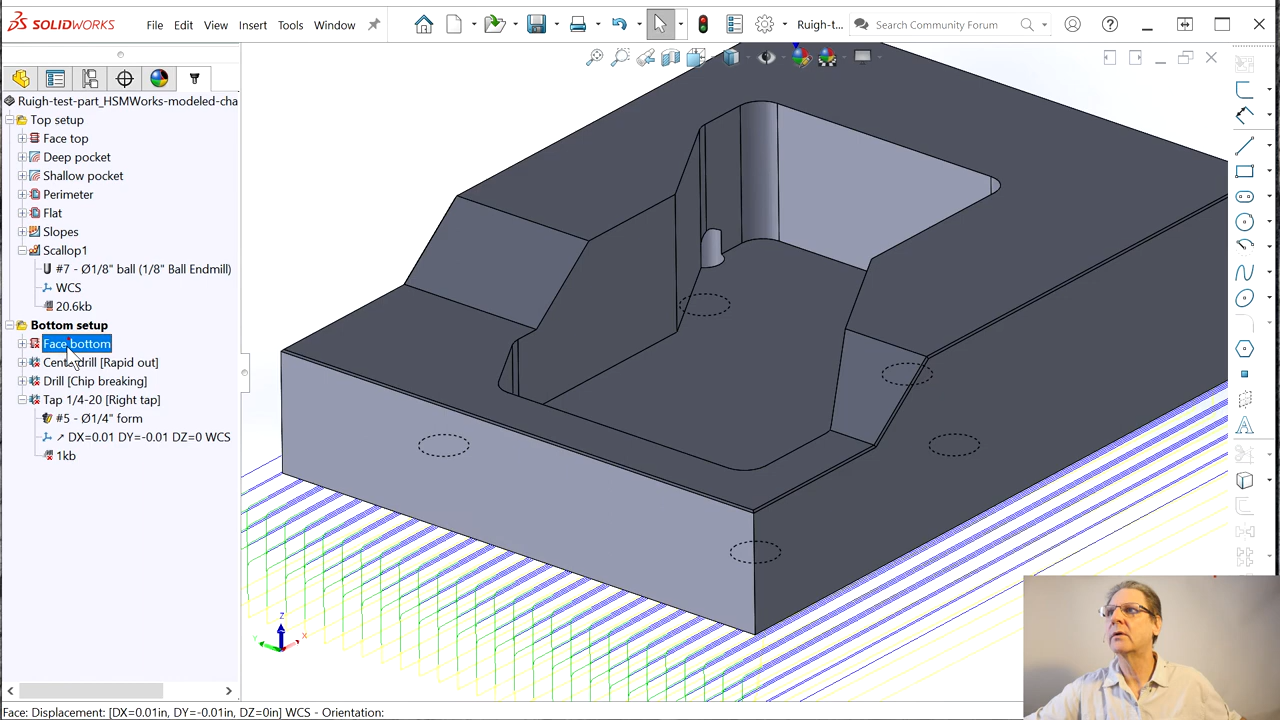 SOLIDWORKS File Edit View Insert Tools Window Ruigh-t... Search Community Forum
Ruigh-test-part_HSMWorks-modeled-cha
Top setup
Face top
Deep pocket
Shallow pocket
Perimeter
Flat
Slopes
Scallop1
#7 - Ø1/8" ball (1/8" Ball Endmill)
WCS
20.6kb
Bottom setup
Face bottom
Center drill [Rapid out]
Drill [Chip breaking]
Tap 1/4-20 [Right tap]
#5 - Ø1/4" form
DX=0.01 DY=-0.01 DZ=0 WCS
1kb
Z
Y
X
Face: Displacement: [DX=0.01in, DY=-0.01in, DZ=0in] WCS - Orientation: